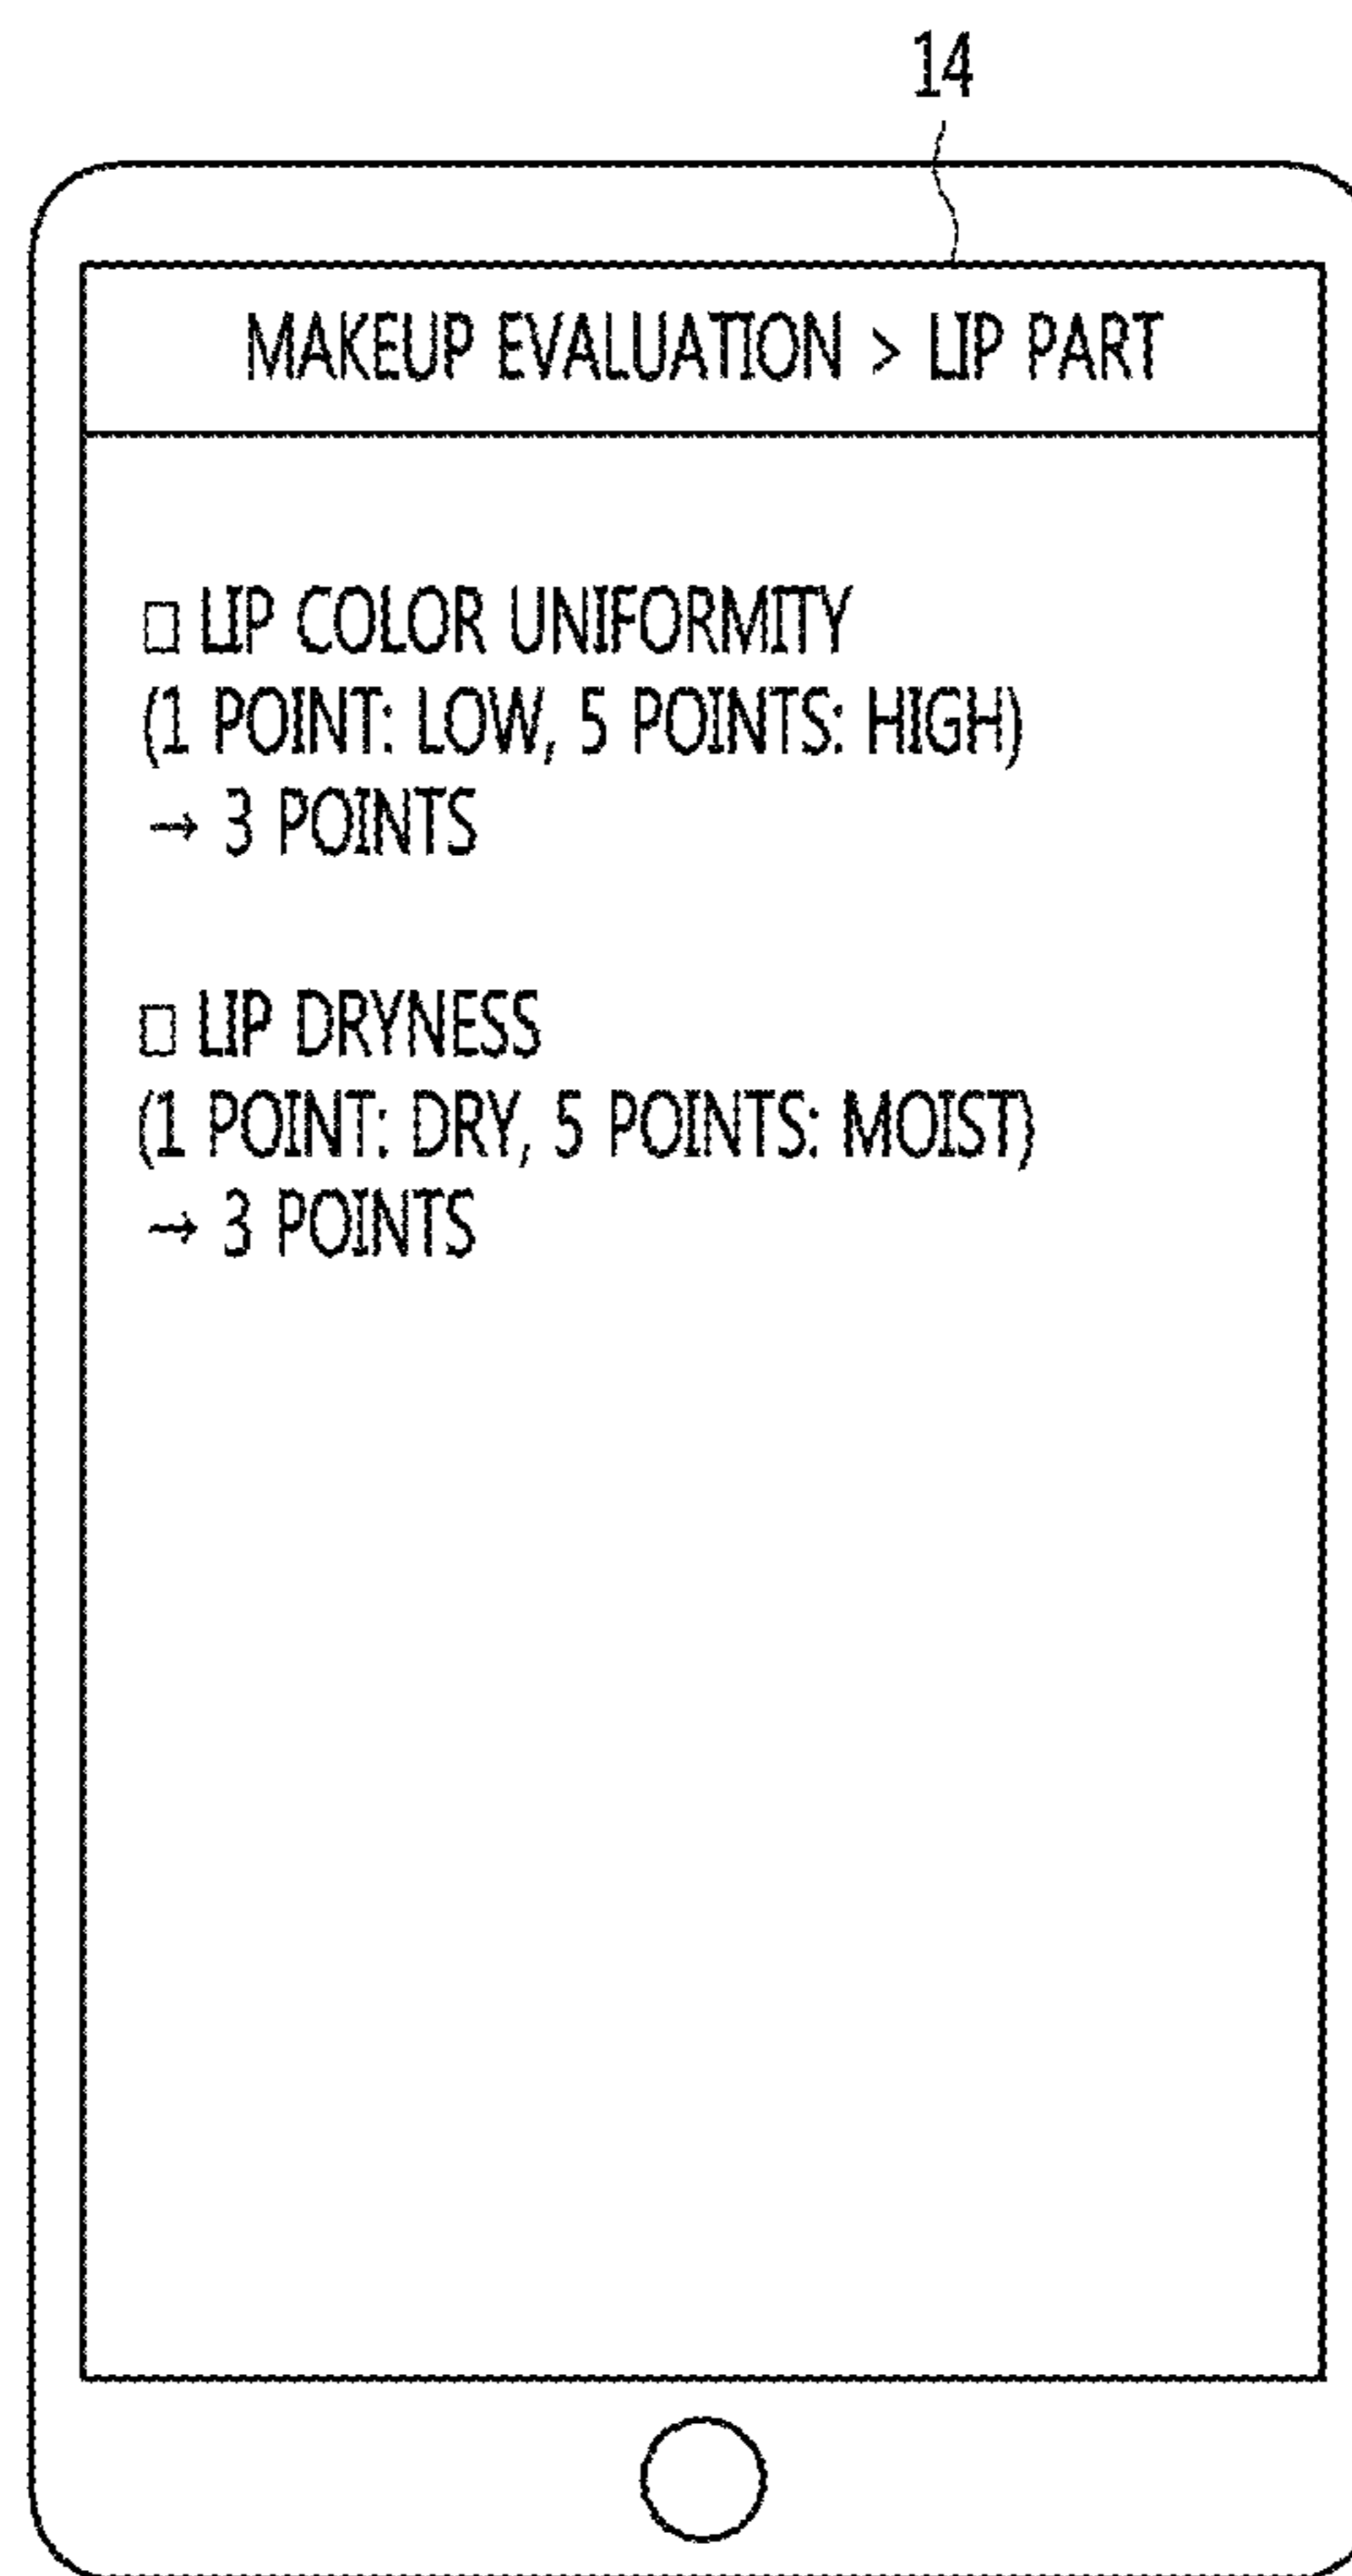 14
MAKEUP EVALUATION > LIP PART
□ LIP COLOR UNIFORMITY
(1 POINT: LOW, 5 POINTS: HIGH)
→ 3 POINTS
□ LIP DRYNESS
(1 POINT: DRY, 5 POINTS: MOIST)
→ 3 POINTS